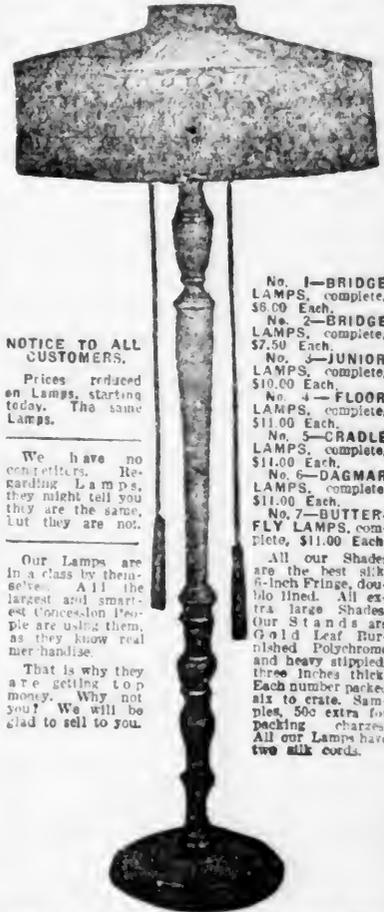 NOTICE TO ALL
CUSTOMERS.
Prices reduced
on Lamps, starting
today. The same
Lamps.
We have no
competitors. Re-
garding Lamps,
they might tell you
they are the same,
but they are not.
Our Lamps are
in a class by them-
selves. All the
largest and smart-
est Concession Peo-
ple are using them,
as they know real
merchandise.
That is why they
are getting top
money. Why not
you? We will be
glad to sell to you.
No. 1—BRIDGE
LAMPS, complete,
$6.00 Each.
No. 2—BRIDGE
LAMPS, complete,
$7.50 Each.
No. 3—JUNIOR
LAMPS, complete,
$10.00 Each.
No. 4—FLOOR
LAMPS, complete,
$11.00 Each.
No. 5—CRADLE
LAMPS, complete,
$11.00 Each.
No. 6—DAGMAR
LAMPS, complete
$11.00 Each.
No. 7—BUTTER-
FLY LAMPS, com-
plete, $11.00 Each
All our Shades
are the best silk
6-inch Fringe, dou-
ble lined. All ex-
tra large Shades
Our Stands are
Gold Leaf Bur-
nished Polychrome
and heavy stippled,
three inches thick
Each number packed
six to crate. Sam-
ples, 50c extra for
packing charges.
All our Lamps have
two silk cords.